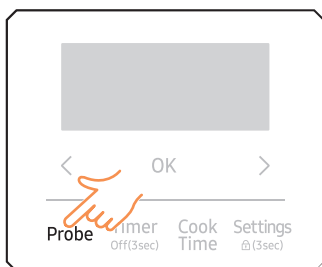 OK
Probe
Timer
Off(3sec)
Cook
Time
Settings
(3sec)